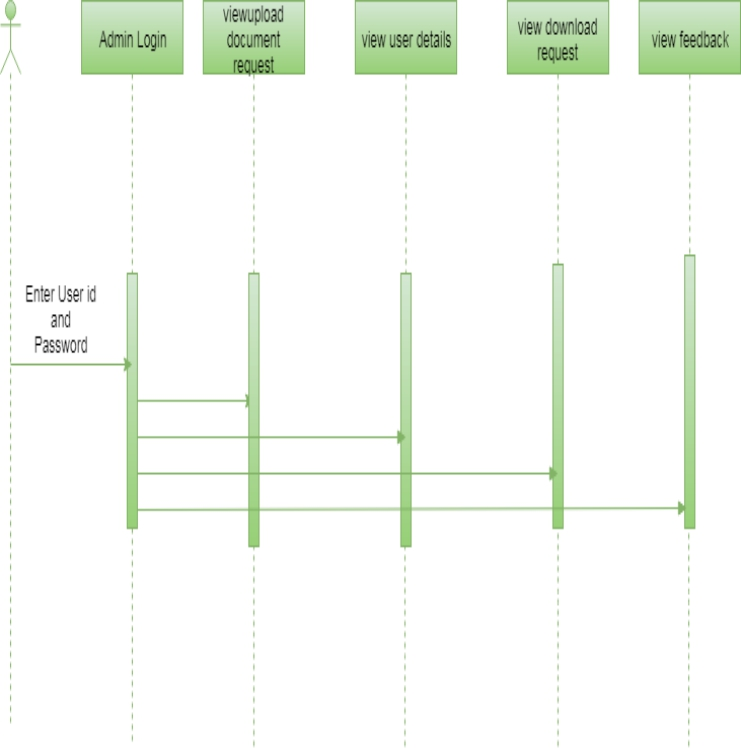 Admin Login
viewupload
document
request
view user details
view download
request
view feedback
Enter User id
and
Password